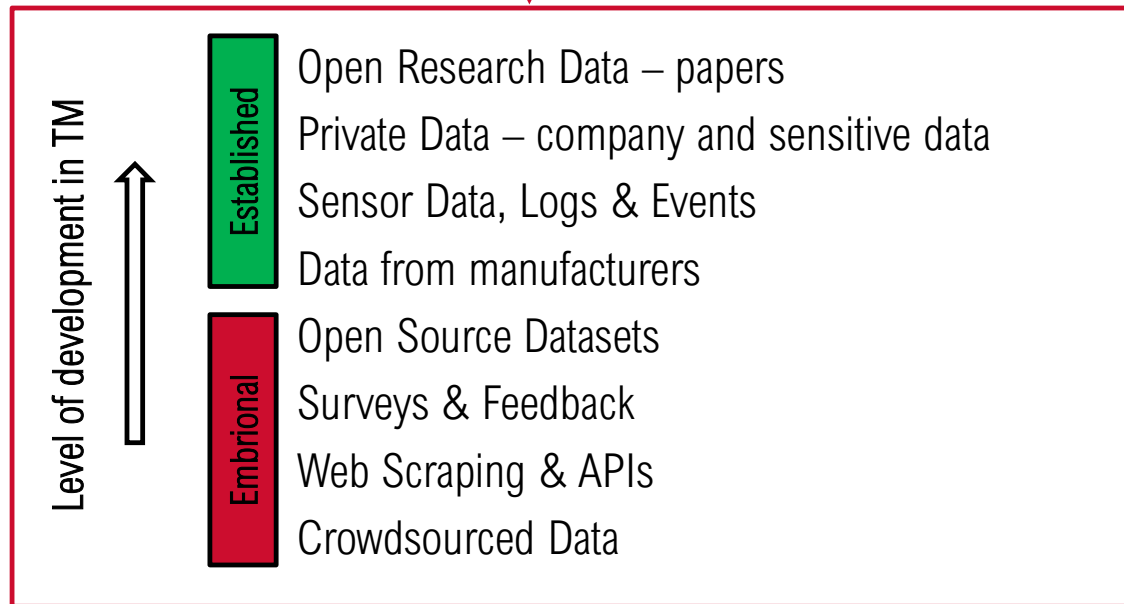 Level of development in TM
Established
Open Research Data – papers
Private Data – company and sensitive data
Sensor Data, Logs & Events
Data from manufacturers
Embrional
Open Source Datasets
Surveys & Feedback
Web Scraping & APIs
Crowdsourced Data